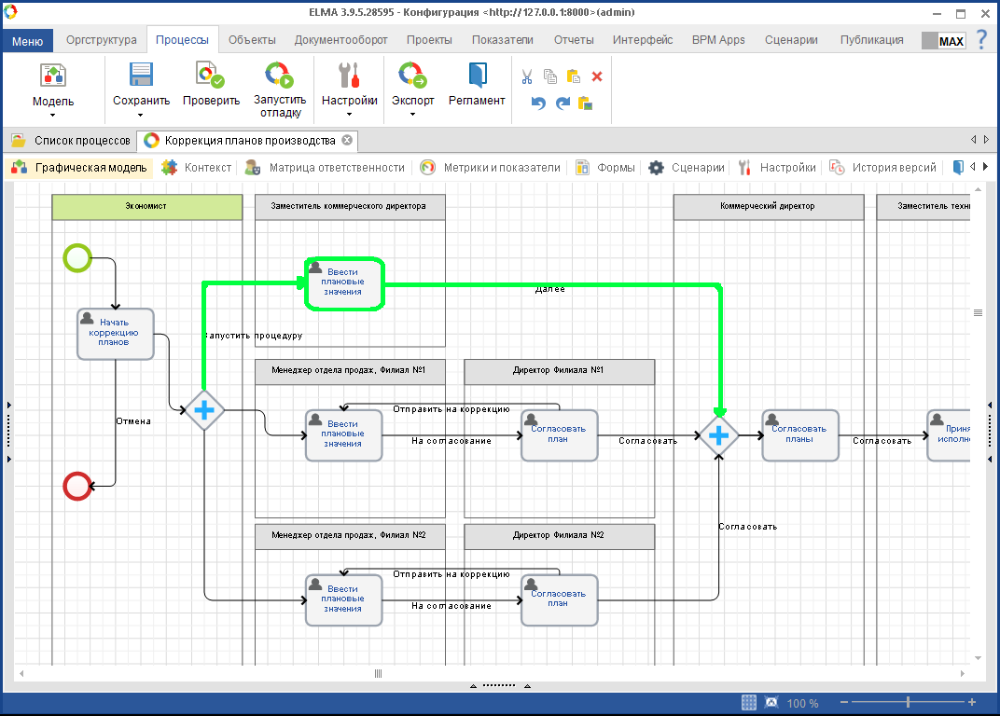 ELMA 3.9.5.28595 - Конфигурация <http://127.0.0.1:8000>(admin)
Меню Оргструктура Процессы Объекты Документооборот Проекты Показатели Отчеты Интерфейс BPM Apps Сценарии Публикация MAX ?
Модель Сохранить Проверить Запустить отладку Настройки Экспорт Регламент
Список процессов Коррекция планов производства
Графическая модель Контекст Матрица ответственности Метрики и показатели Формы Сценарии Настройки История версий
Экономист Заместитель коммерческого директора Коммерческий директор Заместитель техн
Ввести
плановые
значения
Далее
Начать
коррекцию
планов
Запустить процедуру
Менеджер отдела продаж, Филиал №1 Директор Филиала №1
Отмена
Отправить на коррекцию
Ввести
плановые
значения
На согласование
Согласовать
план
Согласовать
Согласовать
планы
Согласовать
Приня
исполн
Менеджер отдела продаж, Филиал №2 Директор Филиала №2
Согласовать
Отправить на коррекцию
Ввести
плановые
значения
На согласование
Согласовать
план
100 %